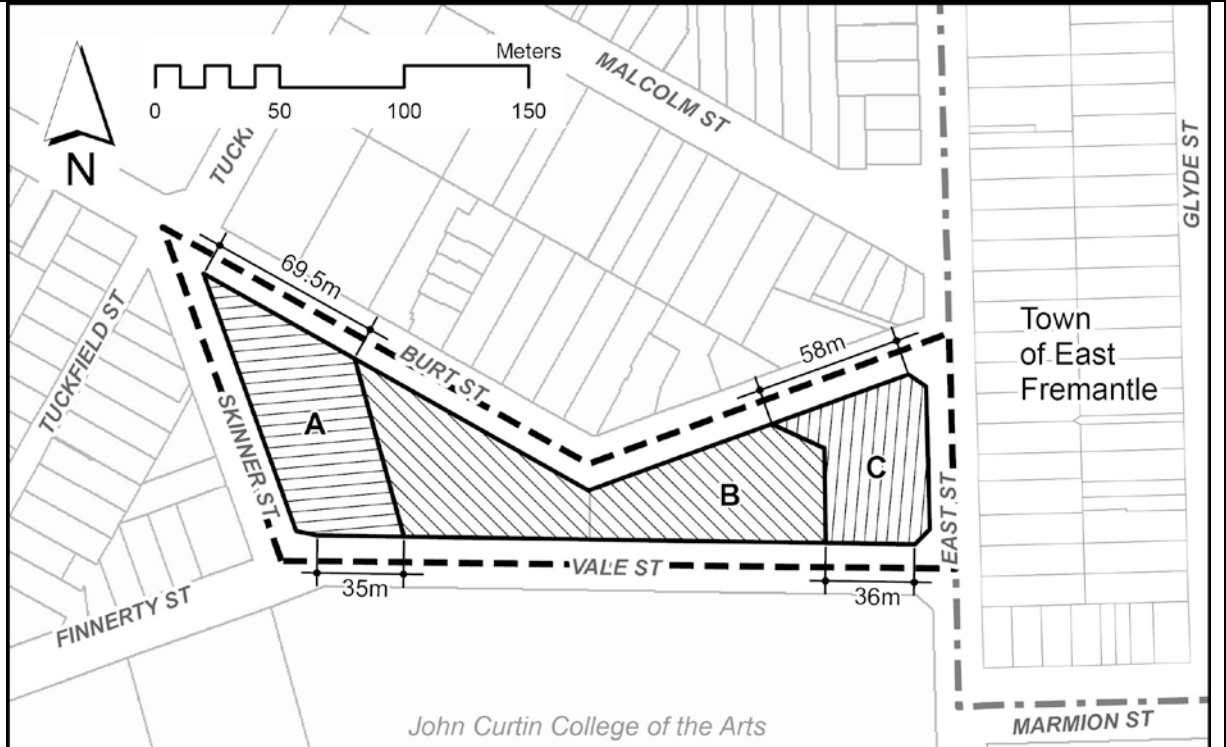 Meters
0 50 100 150
N
MALCOLM ST
GLYDE ST
69.5m
BURT ST
58m
Town
of East
Fremantle
TUCKFIELD ST
SKINNER ST
A
B
C
EAST ST
VALE ST
35m
36m
FINNERTY ST
John Curtin College of the Arts
MARMION ST